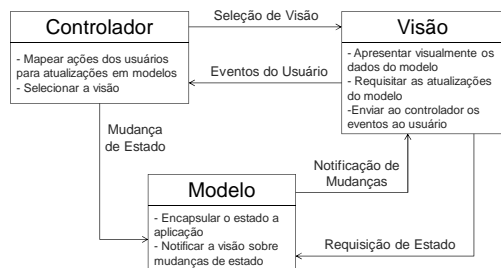 Controlador
- Mapear ações dos usuários
para atualizações em modelos
- Selecionar a visão
Seleção de Visão
Eventos do Usuário
Visão
- Apresentar visualmente os
dados do modelo
- Requisitar as atualizações
do modelo
-Enviar ao controlador os
eventos ao usuário
Mudança
de Estado
Notificação de
Mudanças
Modelo
- Encapsular o estado a
aplicação
- Notificar a visão sobre
mudanças de estado
Requisição de Estado